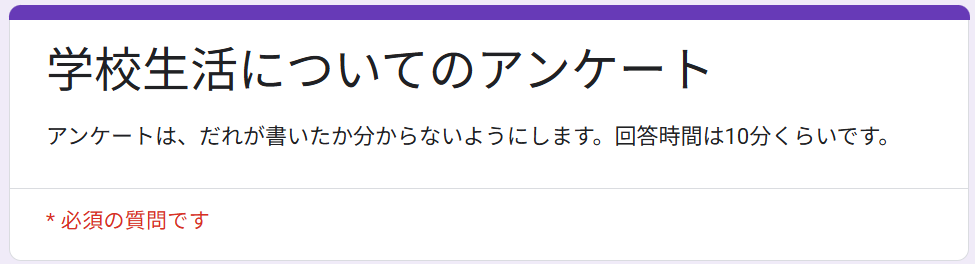 学校生活についてのアンケート
アンケートは、だれが書いたか分からないようにします。回答時間は10分くらいです。
* 必須の質問です